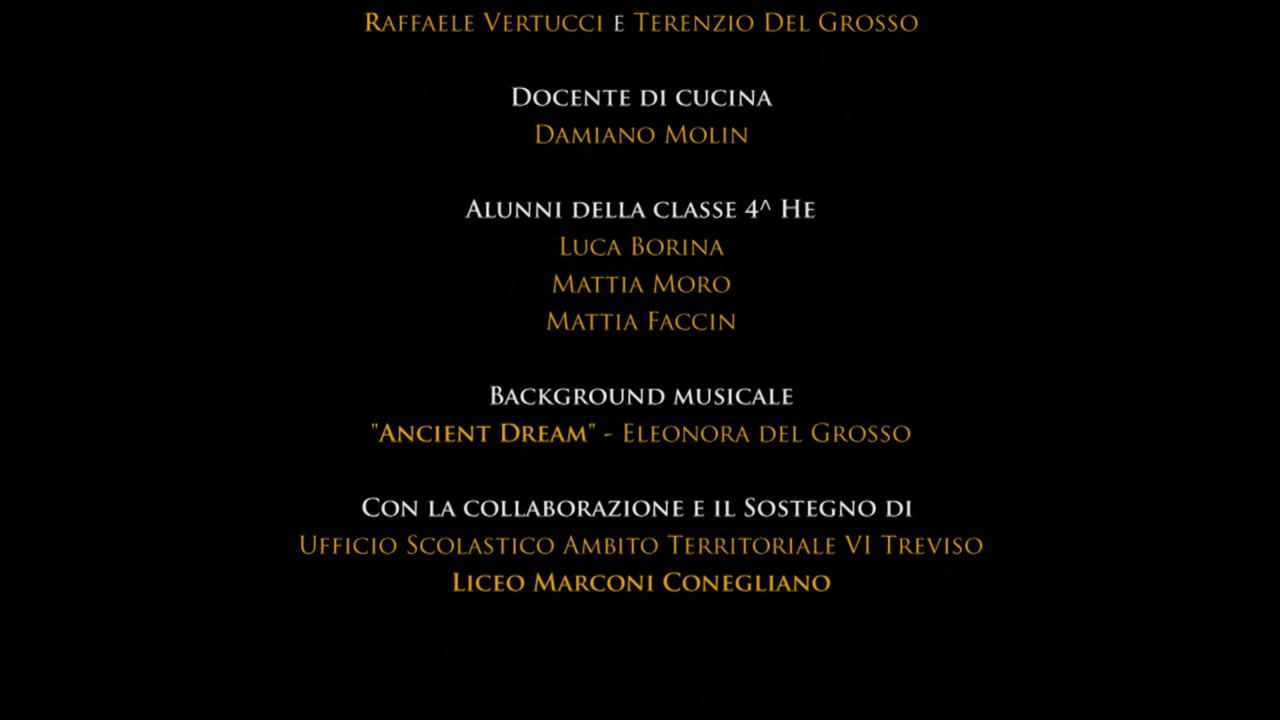 Raffaele Vertucci e Terenzio Del Grosso
Docente di cucina
Damiano Molin
Alunni della classe 4^ He
Luca Borina
Mattia Moro
Mattia Faccin
Background musicale
"Ancient Dream" - Eleonora del Grosso
Con la collaborazione e il Sostegno di
Ufficio Scolastico Ambito Territoriale VI Treviso
Liceo Marconi Conegliano